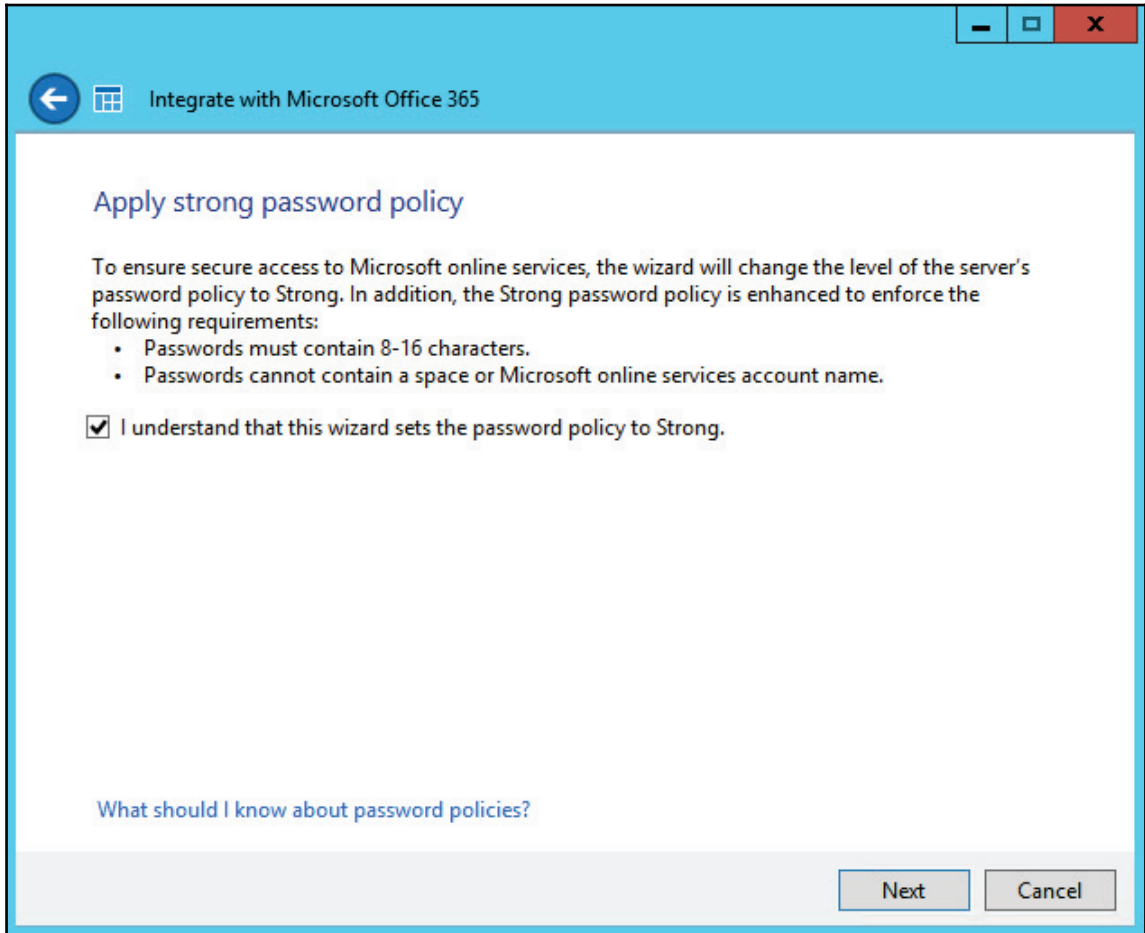 Integrate with Microsoft Office 365
Apply strong password policy
To ensure secure access to Microsoft online services, the wizard will change the level of the server's
password policy to Strong. In addition, the Strong password policy is enhanced to enforce the
following requirements:
• Passwords must contain 8-16 characters.
• Passwords cannot contain a space or Microsoft online services account name.
I understand that this wizard sets the password policy to Strong.
What should I know about password policies?
Next Cancel